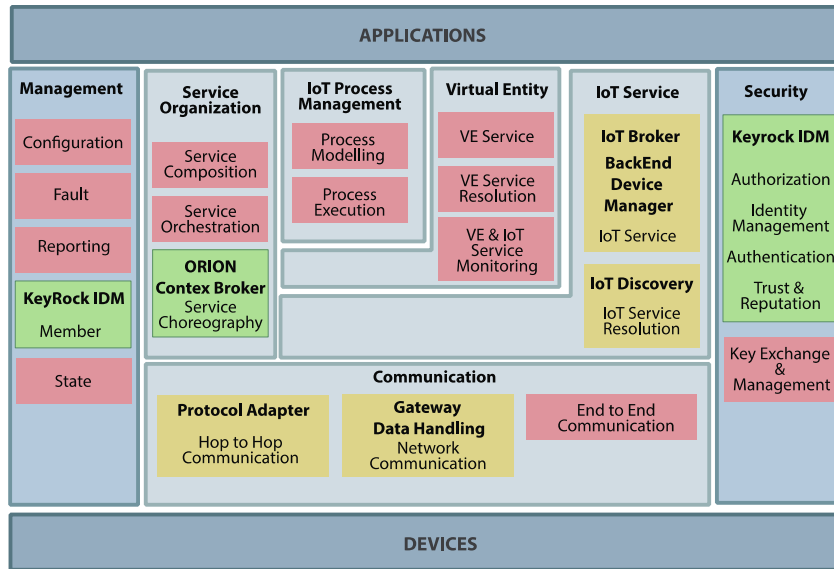 APPLICATIONS
Management
Configuration
Fault
Reporting
KeyRock IDM
Member
State
Service
Organization
Service
Composition
Service
Orchestration
ORION
Contex Broker
Service
Choreography
IoT Process
Management
Process
Modelling
Process
Execution
Virtual Entity
VE Service
VE Service
Resolution
VE & IoT
Service
Monitoring
IoT Service
IoT Broker
BackEnd
Device
Manager
IoT Service
IoT Discovery
IoT Service
Resolution
Security
Keyrock IDM
Authorization
Identity
Management
Authentication
Trust &
Reputation
Key Exchange
&
Management
Communication
Protocol Adapter
Hop to Hop
Communication
Gateway
Data Handling
Network
Communication
End to End
Communication
DEVICES